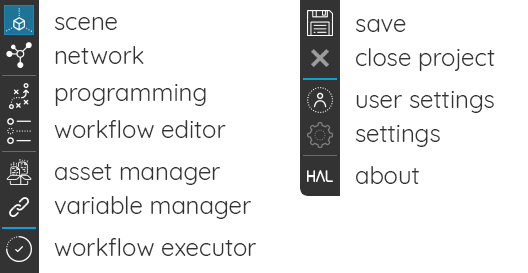 scene
network
programming
workflow editor
asset manager
variable manager
workflow executor
save
close project
user settings
settings
HAL about